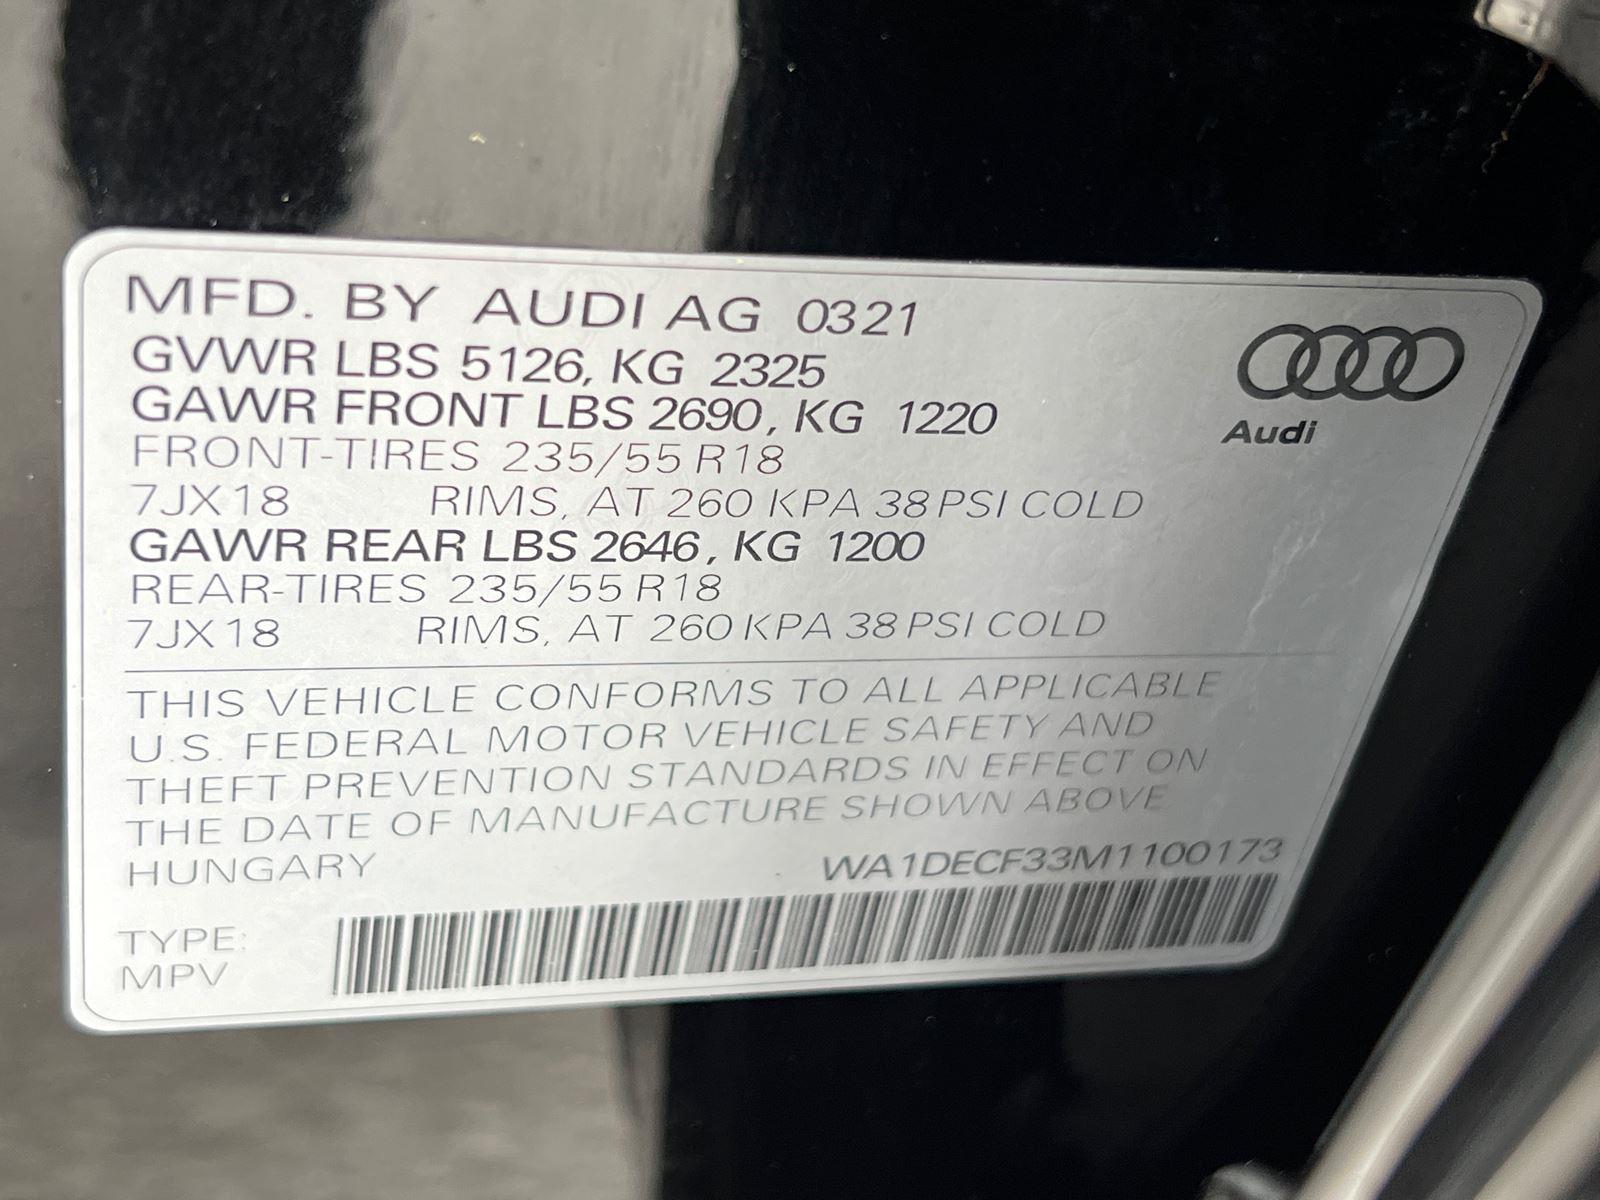 MFD. BY AUDI AG 0321
GVWR LBS 5126, KG 2325
GAWR FRONT LBS 2690, KG 1220
FRONT-TIRES 235/55 R18
7JX18 RIMS, AT 260 KPA 38 PSI COLD
GAWR REAR LBS 2646, KG 1200
REAR-TIRES 235/55 R18
7JX18 RIMS, AT 260 KPA 38 PSI COLD
Audi
THIS VEHICLE CONFORMS TO ALL APPLICABLE
U.S. FEDERAL MOTOR VEHICLE SAFETY AND
THEFT PREVENTION STANDARDS IN EFFECT ON
THE DATE OF MANUFACTURE SHOWN ABOVE
HUNGARY WA1DECF33M1100173
TYPE:
MPV